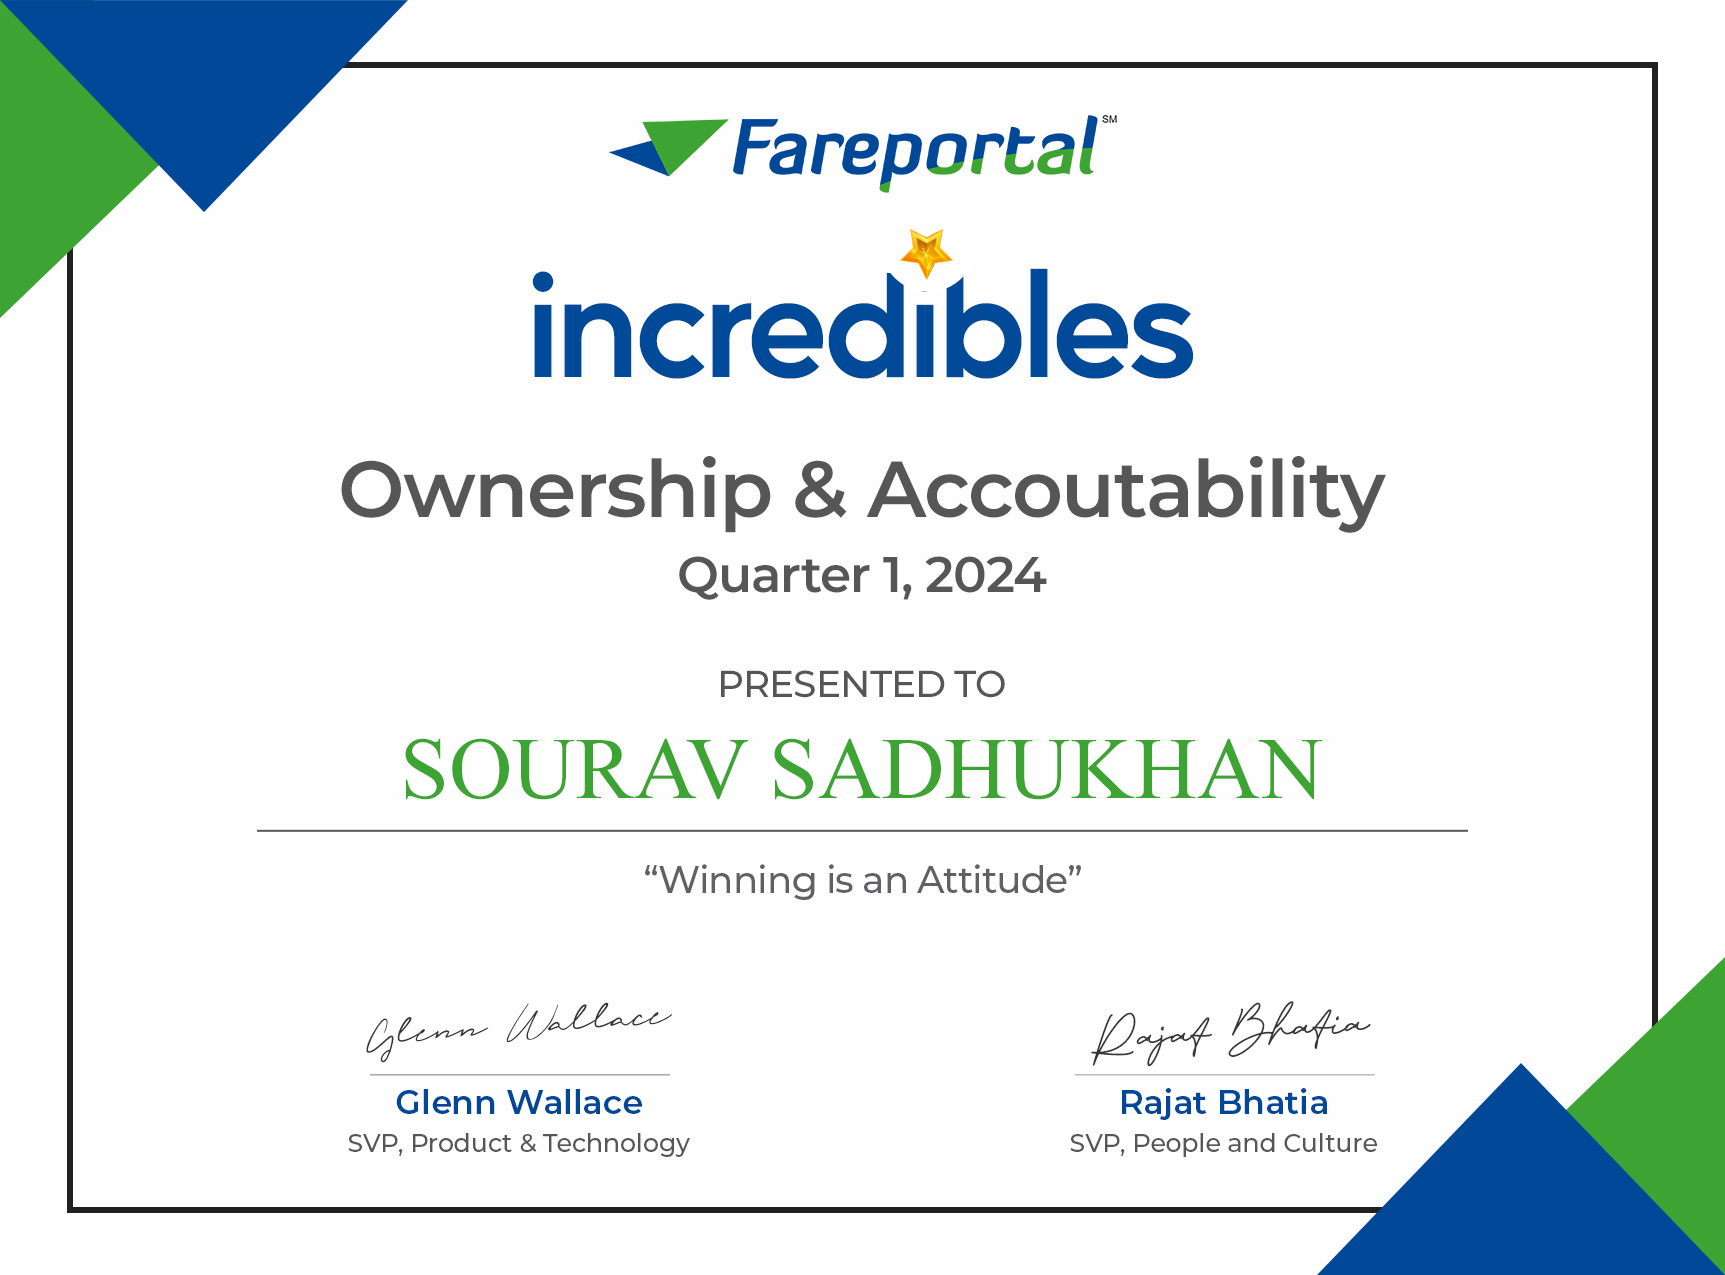 Fareportal SM
incredibles
Ownership & Accoutability
Quarter 1, 2024
PRESENTED TO
SOURAV SADHUKHAN
“Winning is an Attitude”
Glenn Wallace
Glenn Wallace
SVP, Product & Technology
Rajat Bhatia
Rajat Bhatia
SVP, People and Culture